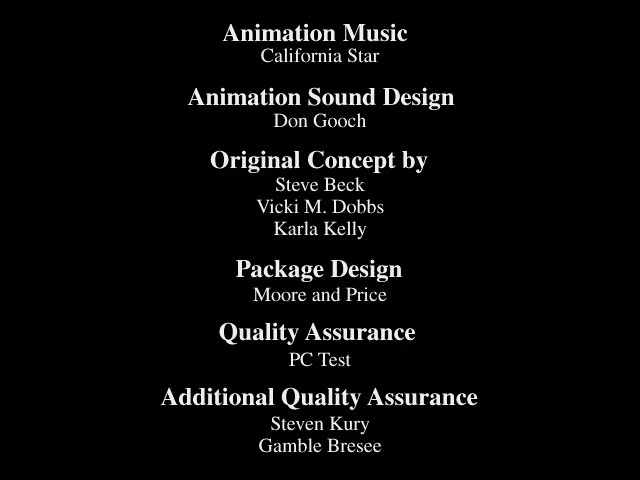 Animation Music
California Star
Animation Sound Design
Don Gooch
Original Concept by
Steve Beck
Vicki M. Dobbs
Karla Kelly
Package Design
Moore and Price
Quality Assurance
PC Test
Additional Quality Assurance
Steven Kury
Gamble Bresee